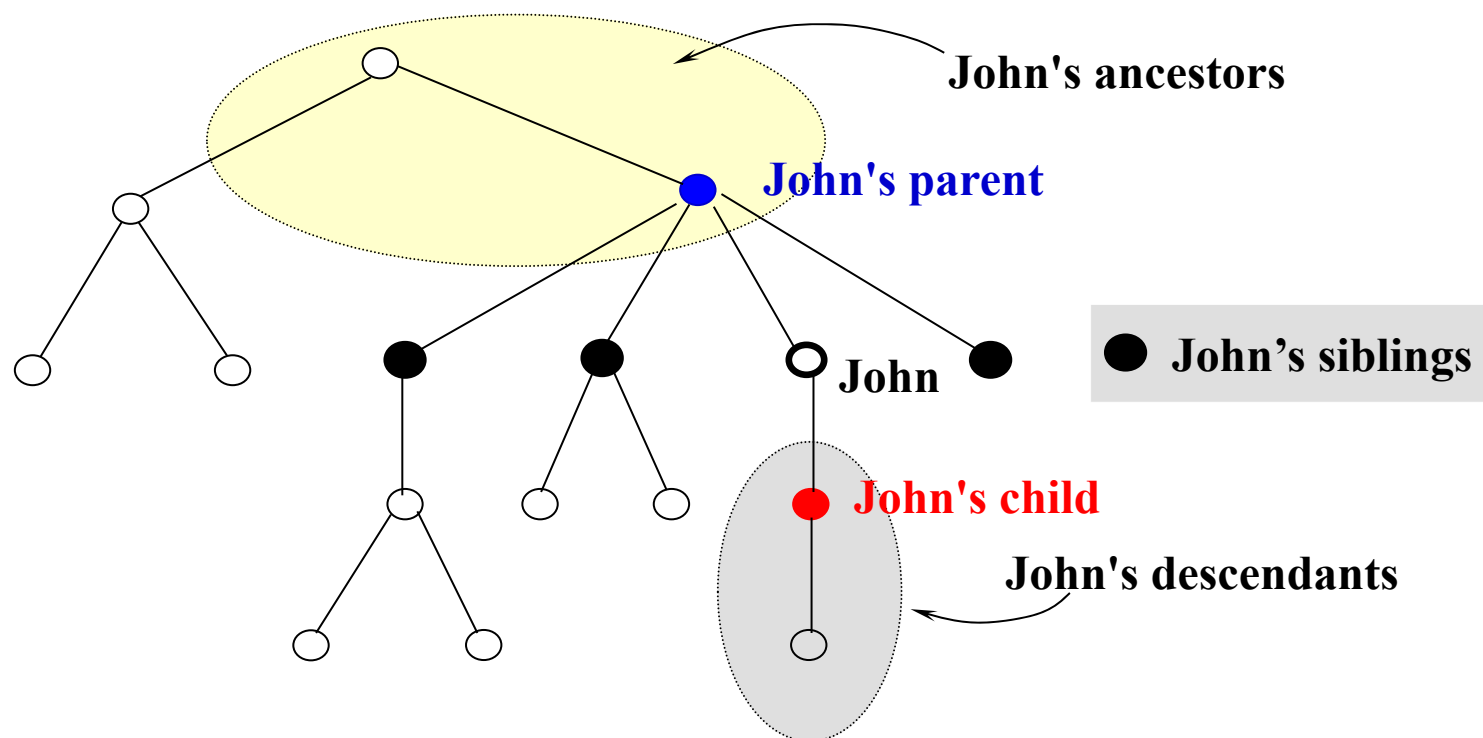 John's ancestors
John's parent
John’s siblings
John
John's child
John's descendants